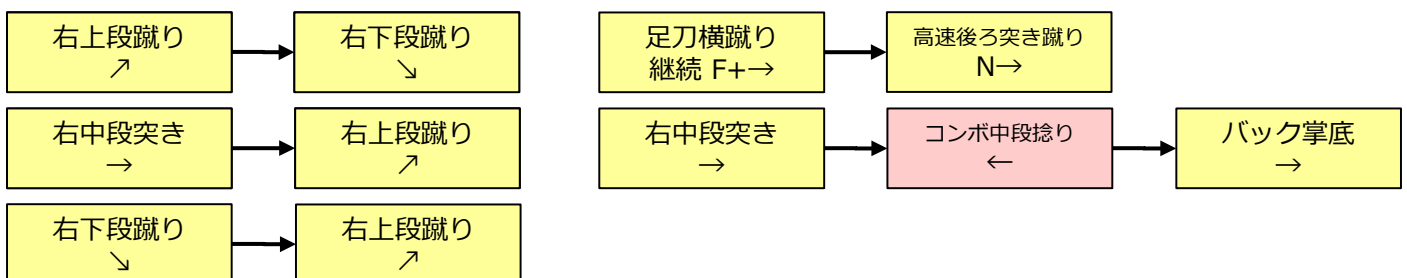 右上段蹴り
↗
右下段蹴り
↘
足刀横蹴り
継続 F+→
高速後ろ突き蹴り
N→
右中段突き
→
右上段蹴り
↗
右中段突き
→
コンボ中段捻り
←
バック掌底
→
右下段蹴り
↘
右上段蹴り
↗